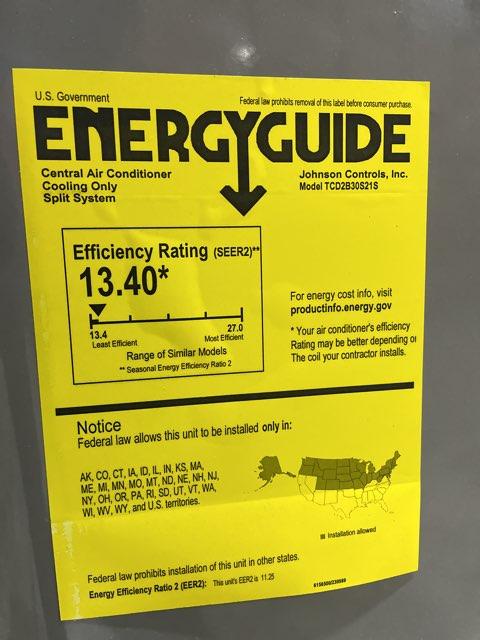 U.S. Government
Federal law prohibits removal of this label before consumer purchase.
ENERGYGUIDE
Central Air Conditioner
Cooling Only
Split System
Johnson Controls, Inc.
Model TCD2B30S21S
Efficiency Rating (SEER2)**
13.40*
13.4
27.0
Least Efficient
Most Efficient
Range of Similar Models
** Seasonal Energy Efficiency Ratio 2
For energy cost info, visit
productinfo.energy.gov
* Your air conditioner's efficiency
Rating may be better depending on
The coil your contractor installs.
Notice
Federal law allows this unit to be installed only in:
AK, CO, CT, IA, ID, IL, IN, KS, MA,
ME, MI, MN, MO, MT, ND, NE, NH, NJ,
NY, OH, OR, PA, RI, SD, UT, VT, WA,
WI, WV, WY, and U.S. territories.
Installation allowed
Federal law prohibits installation of this unit in other states.
Energy Efficiency Ratio 2 (EER2): This unit's EER2 is 11.25